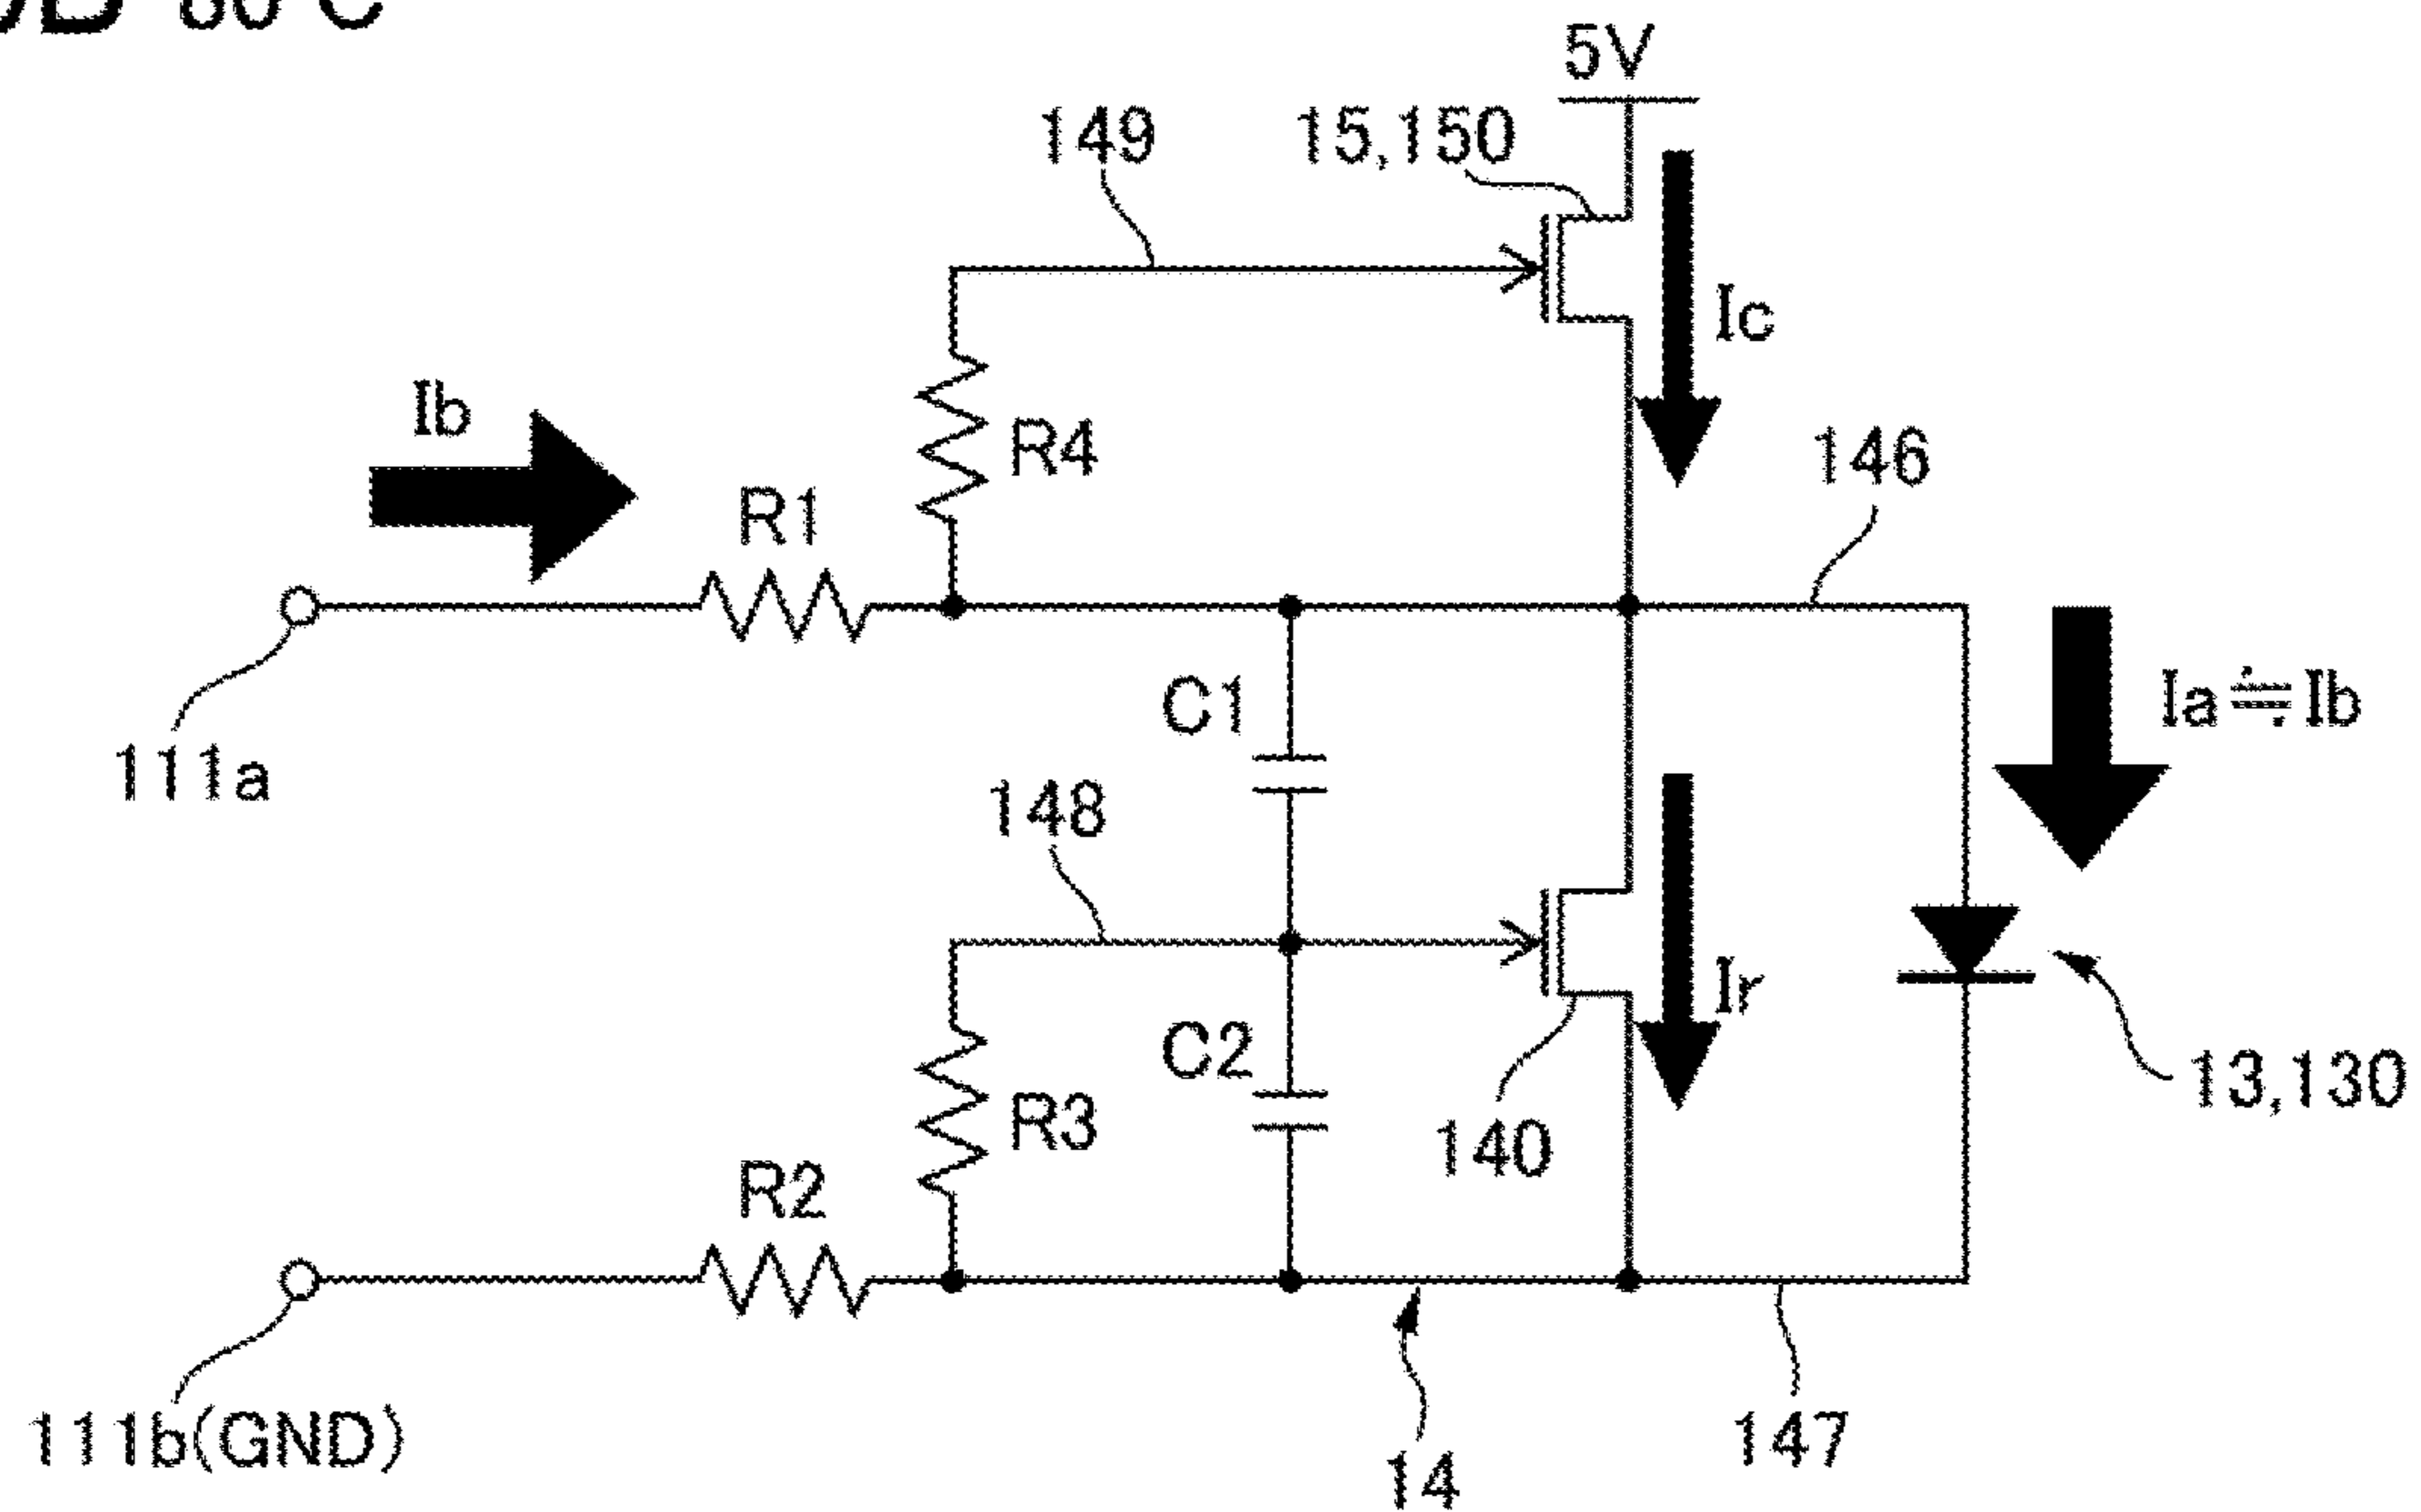 80°C
5V
149
15,150
Ic
Ib
R4
146
R1
C1
Ia≒Ib
111a
148
Ir
C2
R3
13,130
140
R2
111b(GND)
147
14